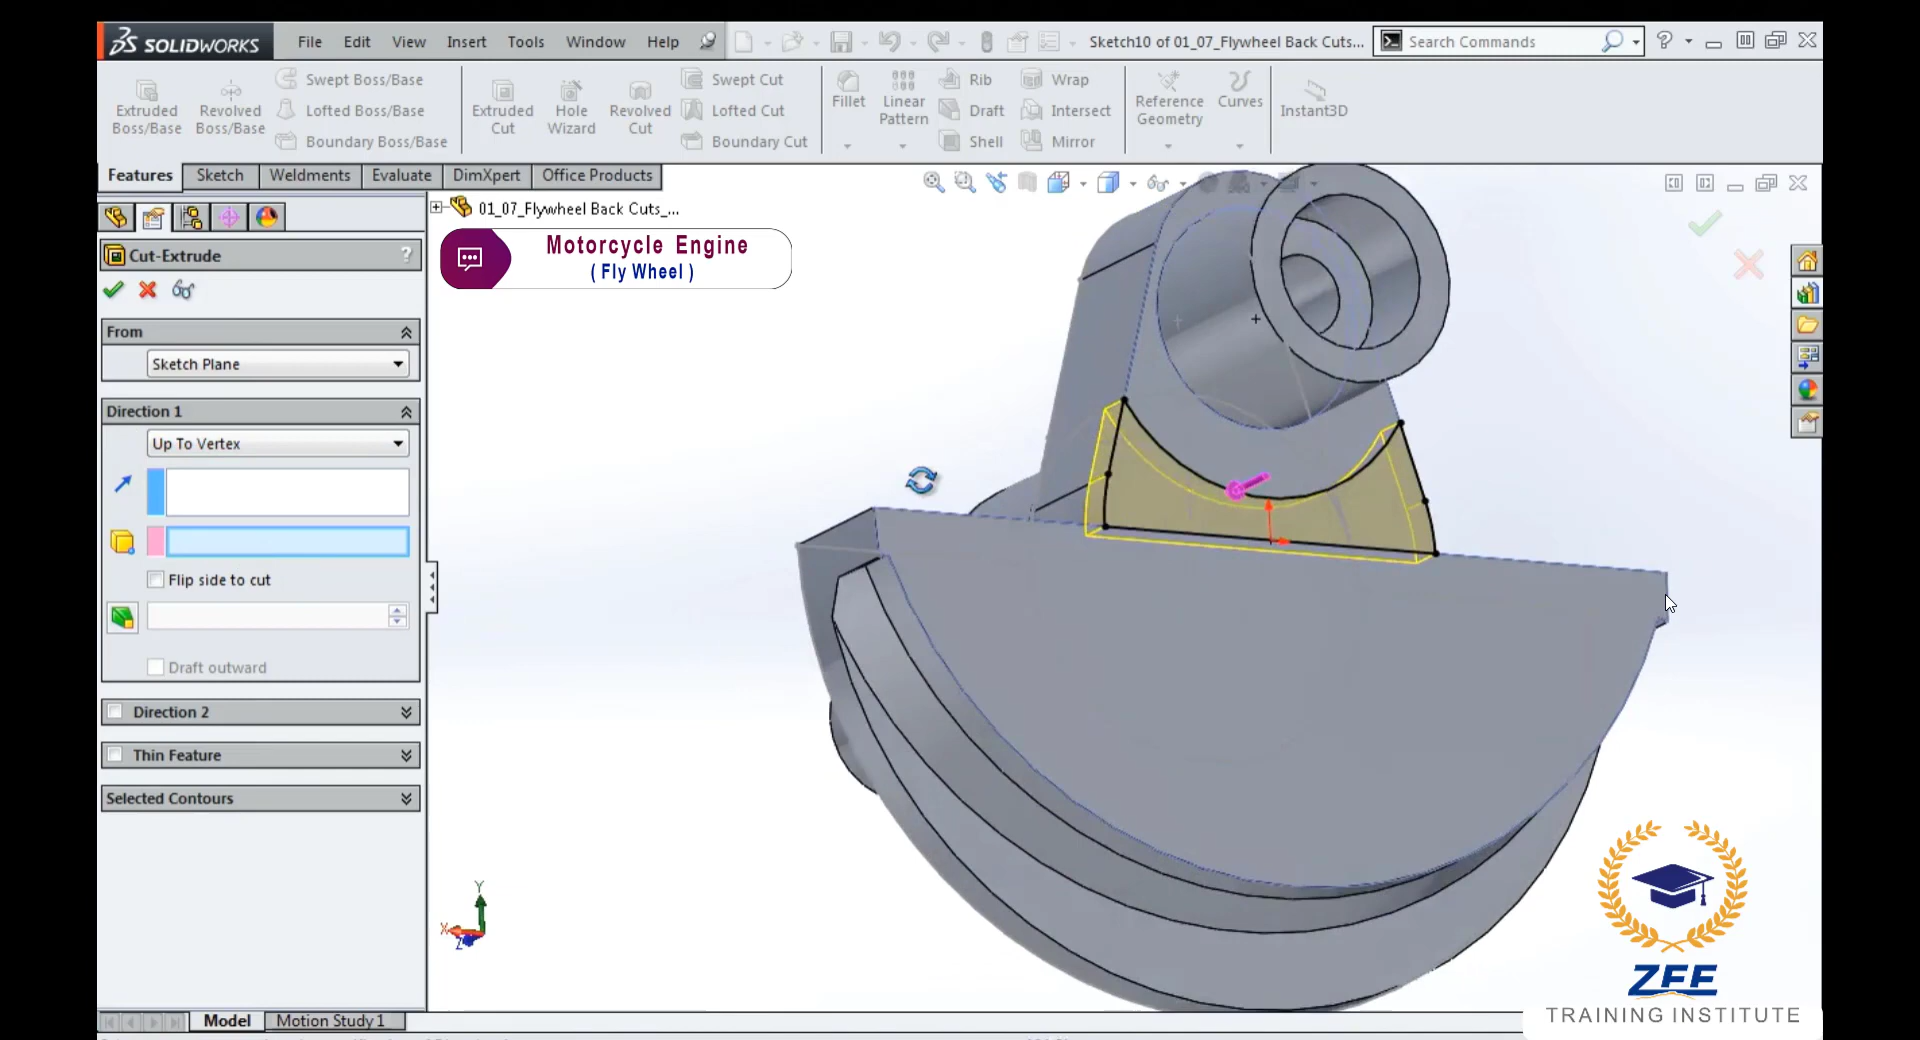 SOLIDWORKS
File Edit View Insert Tools Window Help
Sketch10 of 01_07_Flywheel Back Cuts...
Search Commands
Extruded Boss/Base
Revolved Boss/Base
Swept Boss/Base
Lofted Boss/Base
Boundary Boss/Base
Extruded Cut
Hole Wizard
Revolved Cut
Swept Cut
Lofted Cut
Boundary Cut
Fillet
Linear Pattern
Rib
Draft
Shell
Wrap
Intersect
Mirror
Reference Geometry
Curves
Instant3D
Features Sketch Weldments Evaluate DimXpert Office Products
01_07_Flywheel Back Cuts_...
Motorcycle Engine
( Fly Wheel )
Cut-Extrude
?
From
Sketch Plane
Direction 1
Up To Vertex
Flip side to cut
Draft outward
Direction 2
Thin Feature
Selected Contours
Y
X
Z
Model
Motion Study 1
ZFE
TRAINING INSTITUTE